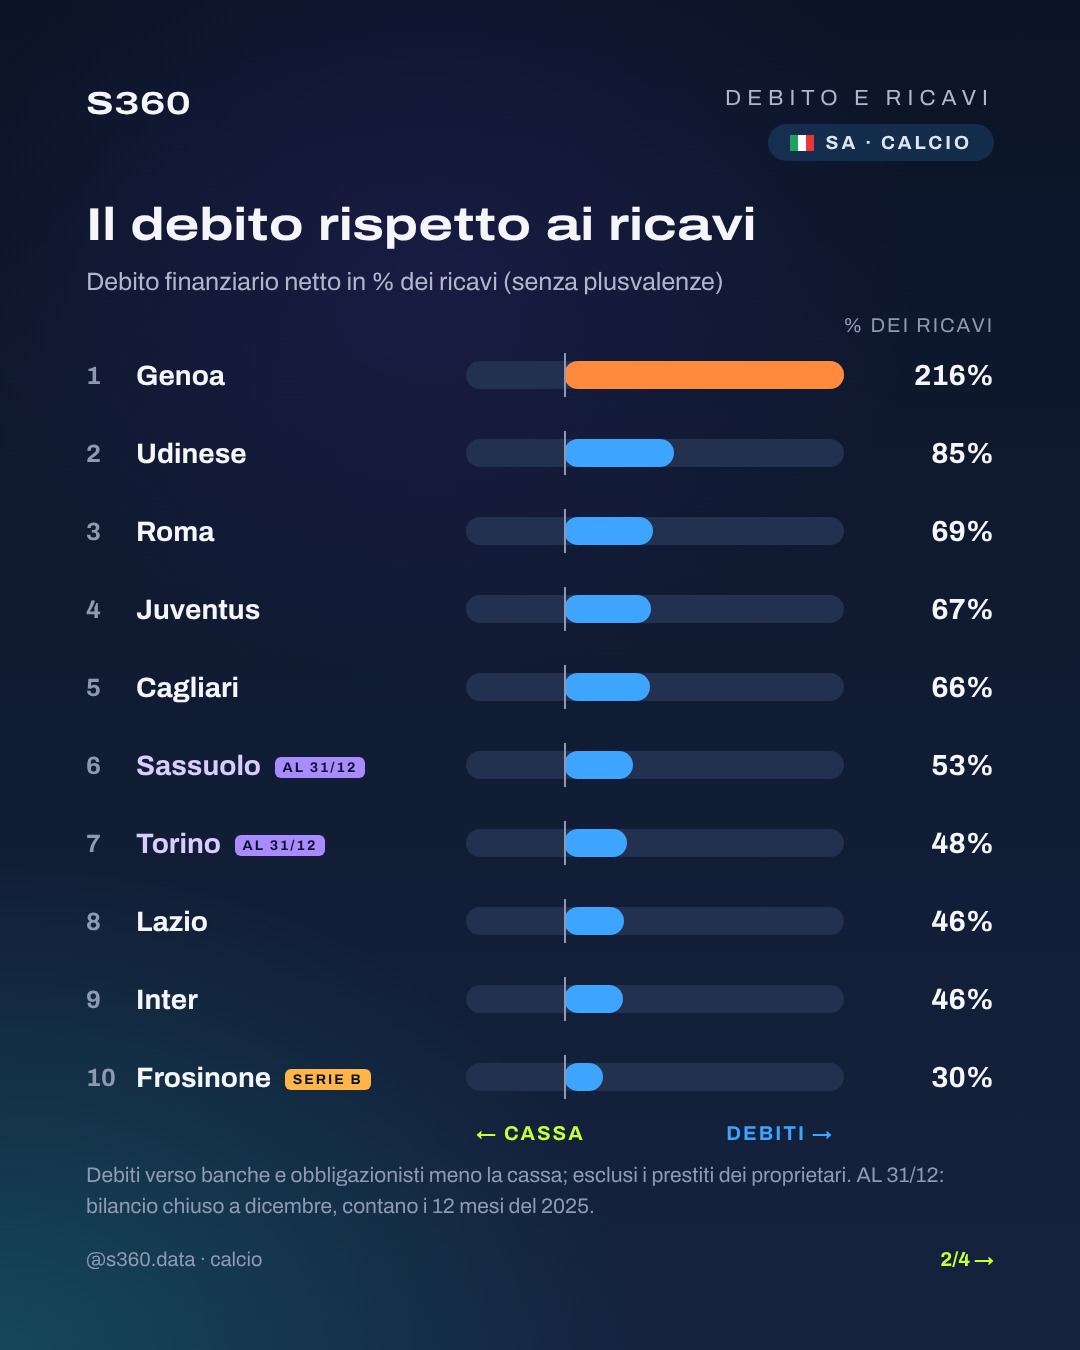 S360
DEBITO E RICAVI
SA · CALCIO
Il debito rispetto ai ricavi
Debito finanziario netto in % dei ricavi (senza plusvalenze)
% DEI RICAVI
1 Genoa 216%
2 Udinese 85%
3 Roma 69%
4 Juventus 67%
5 Cagliari 66%
6 Sassuolo AL 31/12 53%
7 Torino AL 31/12 48%
8 Lazio 46%
9 Inter 46%
10 Frosinone SERIE B 30%
← CASSA DEBITI →
Debiti verso banche e obbligazionisti meno la cassa; esclusi i prestiti dei proprietari. AL 31/12:
bilancio chiuso a dicembre, contano i 12 mesi del 2025.
@s360.data · calcio 2/4 →